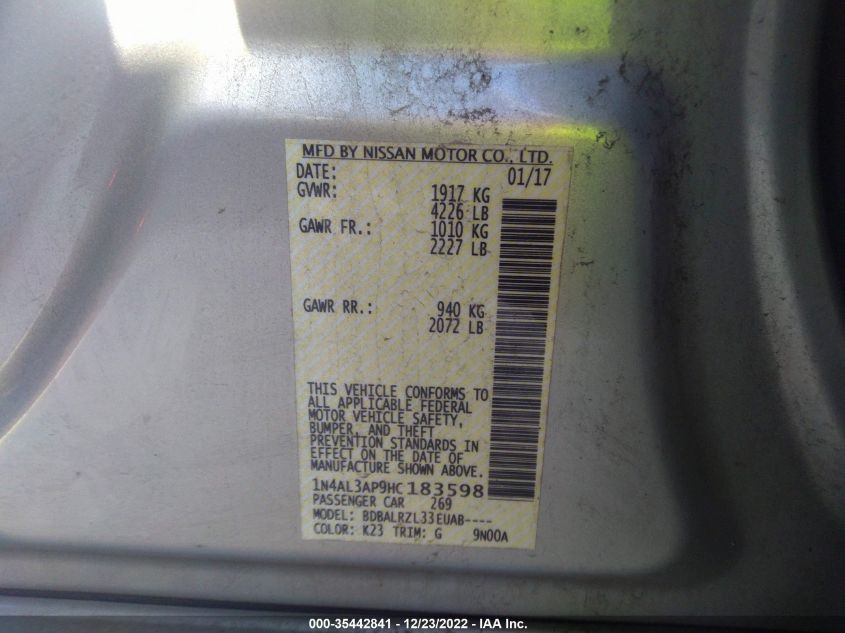 MFD BY NISSAN MOTOR CO., LTD.
DATE: 01/17
GVWR: 1917 KG
4226 LB
GAWR FR.: 1010 KG
2227 LB
GAWR RR.: 940 KG
2072 LB
THIS VEHICLE CONFORMS TO
ALL APPLICABLE FEDERAL
MOTOR VEHICLE SAFETY,
BUMPER, AND THEFT
PREVENTION STANDARDS IN
EFFECT ON THE DATE OF
MANUFACTURE SHOWN ABOVE.
1N4AL3AP9HC183598
PASSENGER CAR 269
MODEL: BDBALRZL33EUAB----
COLOR: K23 TRIM: G 9N00A
000-35442841 - 12/23/2022 - IAA Inc.